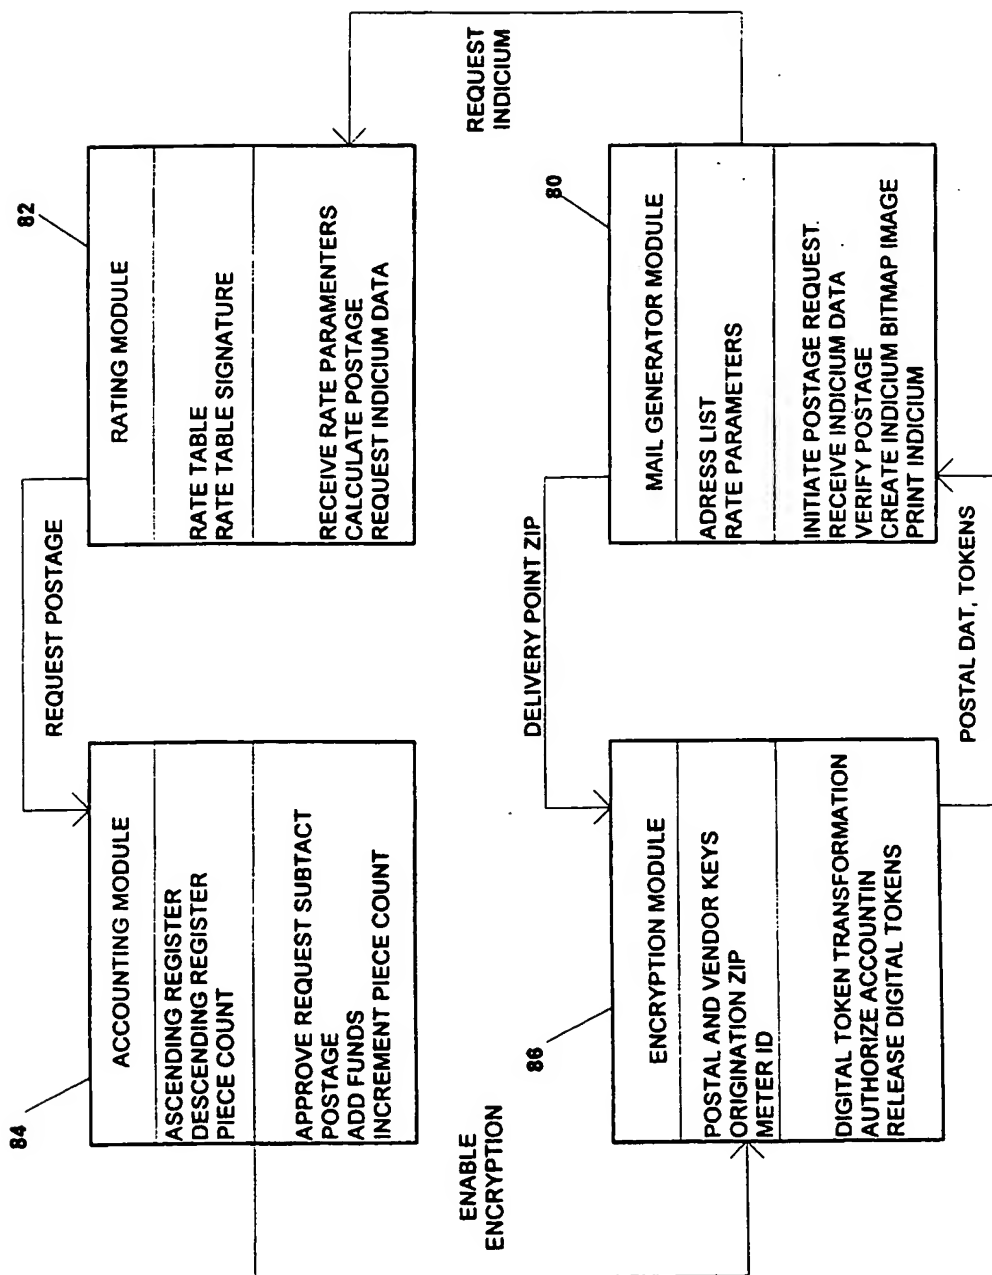 84
REQUEST POSTAGE
82
ACCOUNTING MODULE
ASCENDING REGISTER
DESCENDING REGISTER
PIECE COUNT
APPROVE REQUEST SUBTACT
POSTAGE
ADD FUNDS
INCREMENT PIECE COUNT
RATING MODULE
RATE TABLE
RATE TABLE SIGNATURE
RECEIVE RATE PARAMENTERS
CALCULATE POSTAGE
REQUEST INDICIUM DATA
ENABLE
ENCRYPTION
REQUEST
INDICIUM
86
DELIVERY POINT ZIP
80
ENCRYPTION MODULE
POSTAL AND VENDOR KEYS
ORIGINATION ZIP
METER ID
DIGITAL TOKEN TRANSFORMATION
AUTHORIZE ACCOUNTIN
RELEASE DIGITAL TOKENS
MAIL GENERATOR MODULE
ADRESS LIST
RATE PARAMETERS
INITIATE POSTAGE REQUEST.
RECEIVE INDICIUM DATA
VERIFY POSTAGE
CREATE INDICIUM BITMAP IMAGE
PRINT INDICIUM
POSTAL DAT, TOKENS